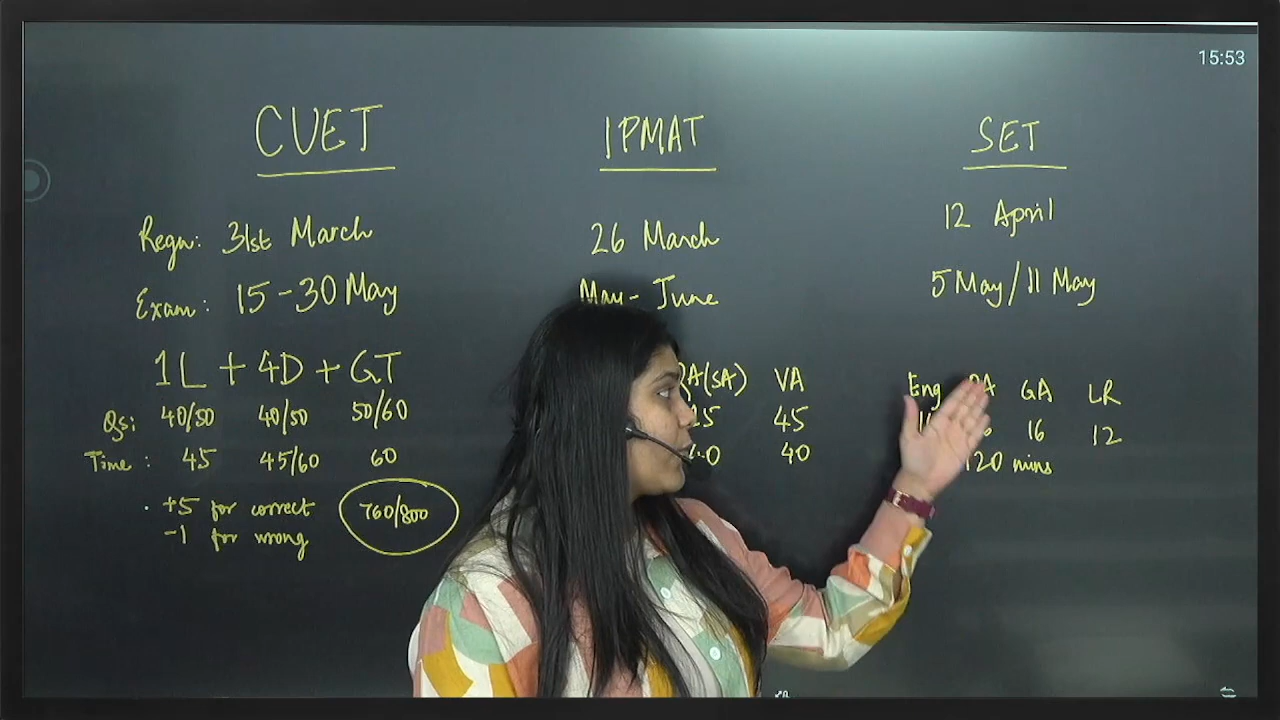 15:53
CUET
Regn: 31st March
Exam: 15-30 May
1L + 4D + GT
Qs: 40/50 40/50 50/60
Time: 45 45/60 60
+5 for correct
-1 for wrong
760/800
IPMAT
26 March
May - June
(SA) VA
45
40
SET
12 April
5 May/11 May
Eng GA LR
16 12
120 mins